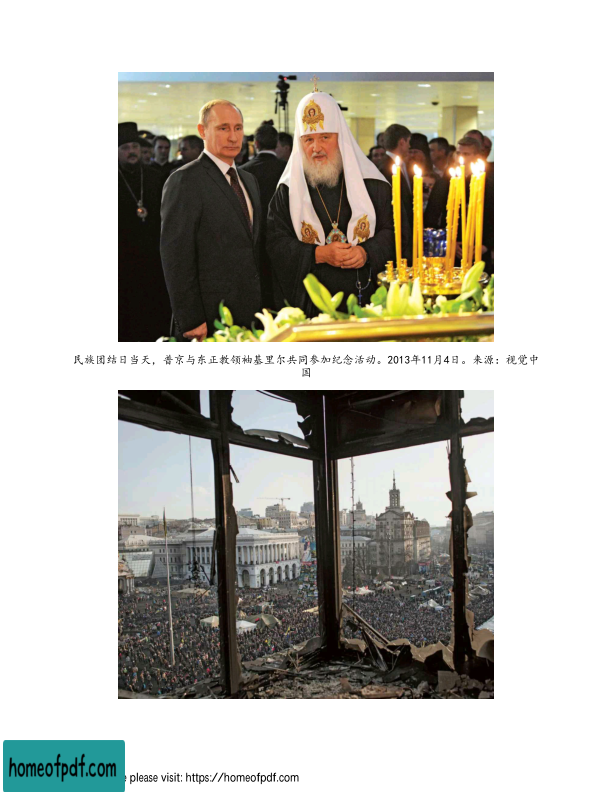 民族团结日当天，普京与东正教领袖基里尔共同参加纪念活动。2013年11月4日。来源：视觉中
国
homeofpdf.com
please visit: https://homeofpdf.com